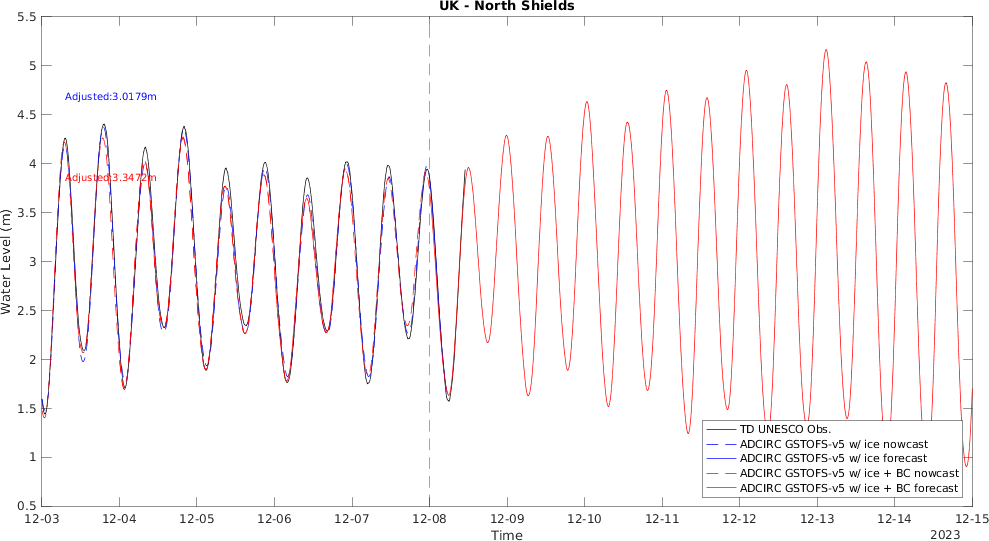 UK - North Shields
5.5
5
4.5
4
3.5
3
2.5
2
1.5
1
0.5
Water Level (m)
Adjusted:3.0179m
Adjusted:3.3472m
TD UNESCO Obs.
ADCIRC GSTOFS-v5 w/ ice nowcast
ADCIRC GSTOFS-v5 w/ ice forecast
ADCIRC GSTOFS-v5 w/ ice + BC nowcast
ADCIRC GSTOFS-v5 w/ ice + BC forecast
12-03 12-04 12-05 12-06 12-07 12-08 12-09 12-10 12-11 12-12 12-13 12-14 12-15
Time
2023